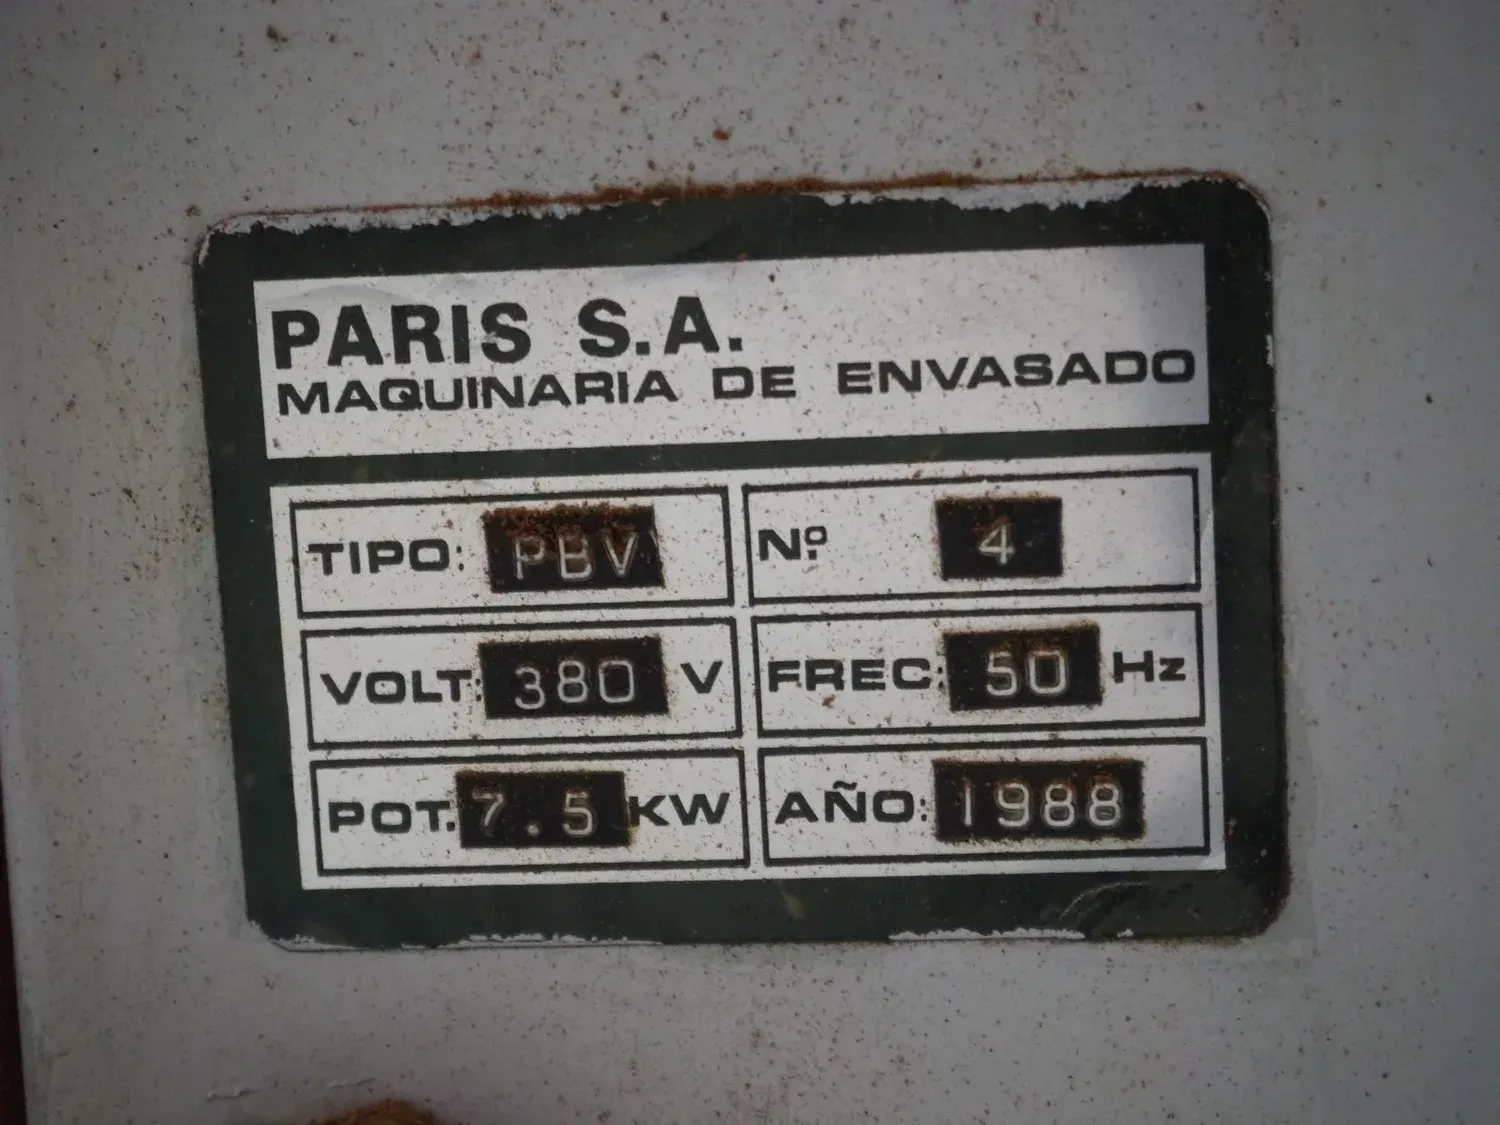 PARIS S.A.
MAQUINARIA DE ENVASADO
TIPO: PBV
Nº. 4
VOLT: 380 V
FREC: 50 Hz
POT. 7.5 KW
AÑO: 1988